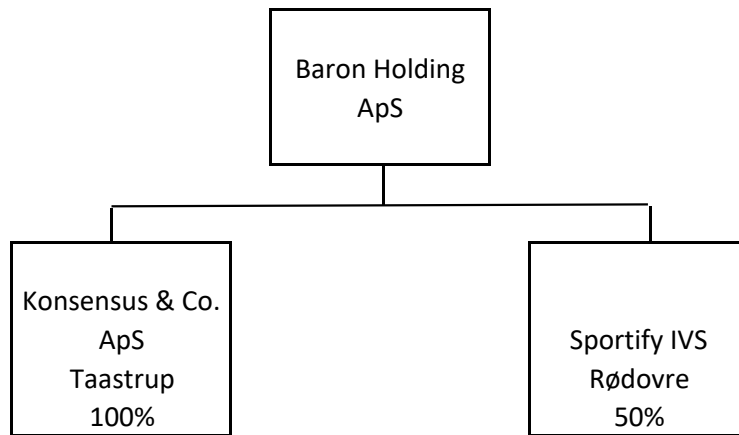 Baron Holding
ApS
Konsensus & Co.
ApS
Taastrup
100%
Sportify IVS
Rødovre
50%